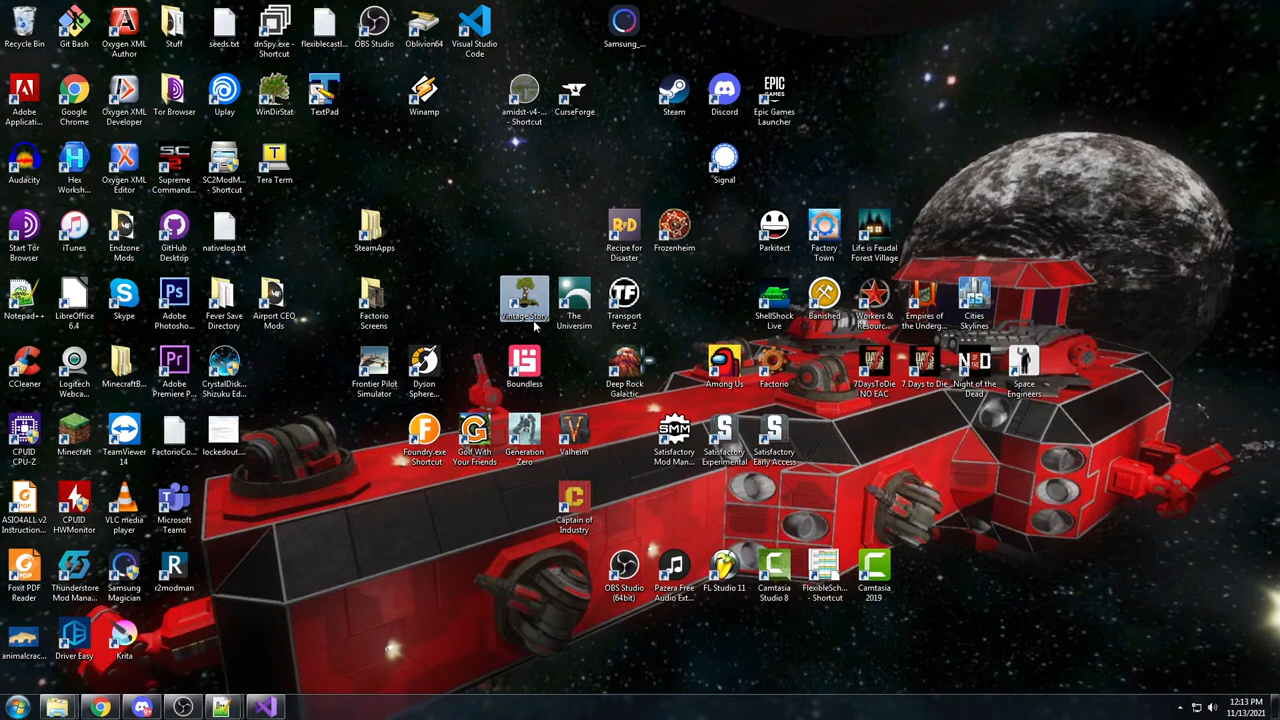 Recycle Bin
Git Bash
Oxygen XML
Author
Stuff
seeds.txt
dnSpy.exe -
Shortcut
flexiblecastl...
OBS Studio
Oblivion64
Visual Studio
Code
Samsung_...
Adobe
Applicati...
Google
Chrome
Oxygen XML
Developer
Tor Browser
Uplay
WinDirStat
TextPad
Winamp
amidst-v4-...
- Shortcut
CurseForge
Steam
Discord
EPIC
GAMES
Epic Games
Launcher
Audacity
Hex
Worksh...
Oxygen XML
Editor
Supreme
Command...
SC2ModM...
- Shortcut
Tera Term
Signal
Start Tor
Browser
iTunes
Endzone
Mods
GitHub
Desktop
nativelog.txt
SteamApps
Recipe for
Disaster
Frozenheim
Parkitect
Factory
Town
Life is Feudal
Forest Village
Notepad++
LibreOffice
6.4
Skype
Adobe
Photosho...
Fever Save
Directory
Airport CEO
Mods
Factorio
Screens
Vintage Story
The
Universim
Transport
Fever 2
ShellShock
Live
Banished
Workers &
Resourc...
Empires of
the Underg...
Cities
Skylines
CCleaner
Logitech
Webca...
MinecraftB...
Adobe
Premiere P...
CrystalDisk...
Shizuku Ed...
Frontier Pilot
Simulator
Dyson
Sphere...
Boundless
Deep Rock
Galactic
Among Us
Factorio
7DaysToDie
NO EAC
7 Days to Die
Night of the
Dead
Space
Engineers
CPUID
CPU-Z
Minecraft
TeamViewer
14
FactorioCo...
lockedout....
Foundry.exe
- Shortcut
Golf With
Your Friends
Generation
Zero
Valheim
SMM
Satisfactory
Mod Man...
Satisfactory
Experimental
Satisfactory
Early Access
ASIO4ALL v2
Instruction...
CPUID
HWMonitor
VLC media
player
Microsoft
Teams
Captain of
Industry
Foxit PDF
Reader
Thunderstore
Mod Mana...
Samsung
Magician
r2modman
OBS Studio
(64bit)
Pazera Free
Audio Ext...
FL Studio 11
Camtasia
Studio 8
FlexibleSch...
- Shortcut
Camtasia
2019
animalcrac...
Driver Easy
Krita
12:13 PM
11/13/2021